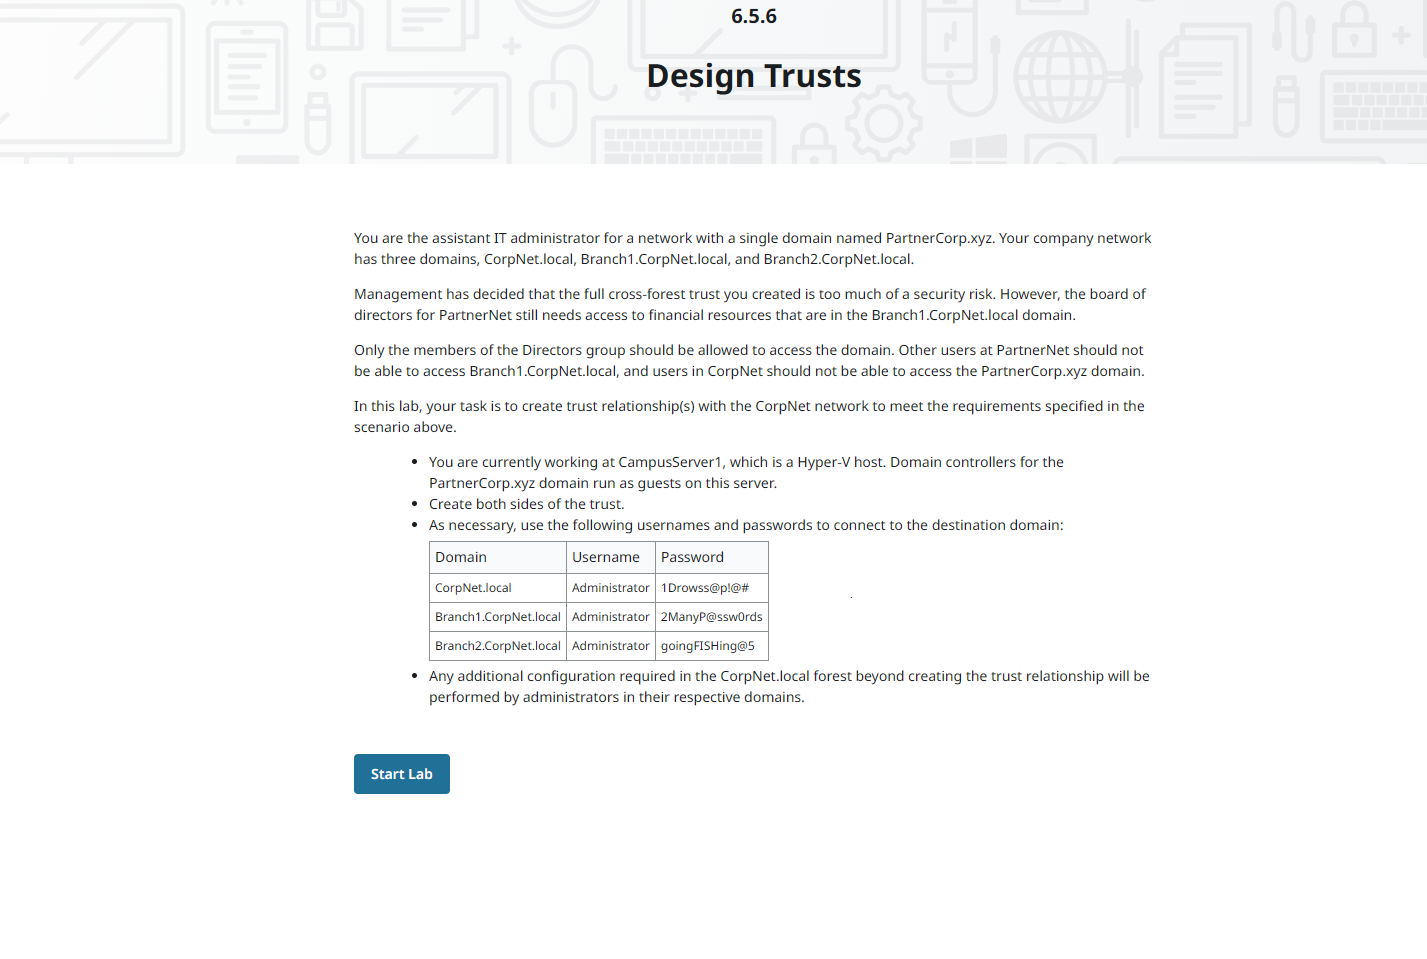 6.5.6
Design Trusts
You are the assistant IT administrator for a network with a single domain named PartnerCorp.xyz. Your company network
has three domains, CorpNet.local, Branch1.CorpNet.local, and Branch2.CorpNet.local.
Management has decided that the full cross-forest trust you created is too much of a security risk. However, the board of
directors for PartnerNet still needs access to financial resources that are in the Branch1.CorpNet.local domain.
Only the members of the Directors group should be allowed to access the domain. Other users at PartnerNet should not
be able to access Branch1.CorpNet.local, and users in CorpNet should not be able to access the PartnerCorp.xyz domain.
In this lab, your task is to create trust relationship(s) with the CorpNet network to meet the requirements specified in the
scenario above.
• You are currently working at CampusServer1, which is a Hyper-V host. Domain controllers for the
PartnerCorp.xyz domain run as guests on this server.
• Create both sides of the trust.
• As necessary, use the following usernames and passwords to connect to the destination domain:
Domain Username Password
CorpNet.local Administrator 1Drowss@p!@#
Branch1.CorpNet.local Administrator 2ManyP@ssw0rds
Branch2.CorpNet.local Administrator goingFISHing@5
• Any additional configuration required in the CorpNet.local forest beyond creating the trust relationship will be
performed by administrators in their respective domains.
Start Lab